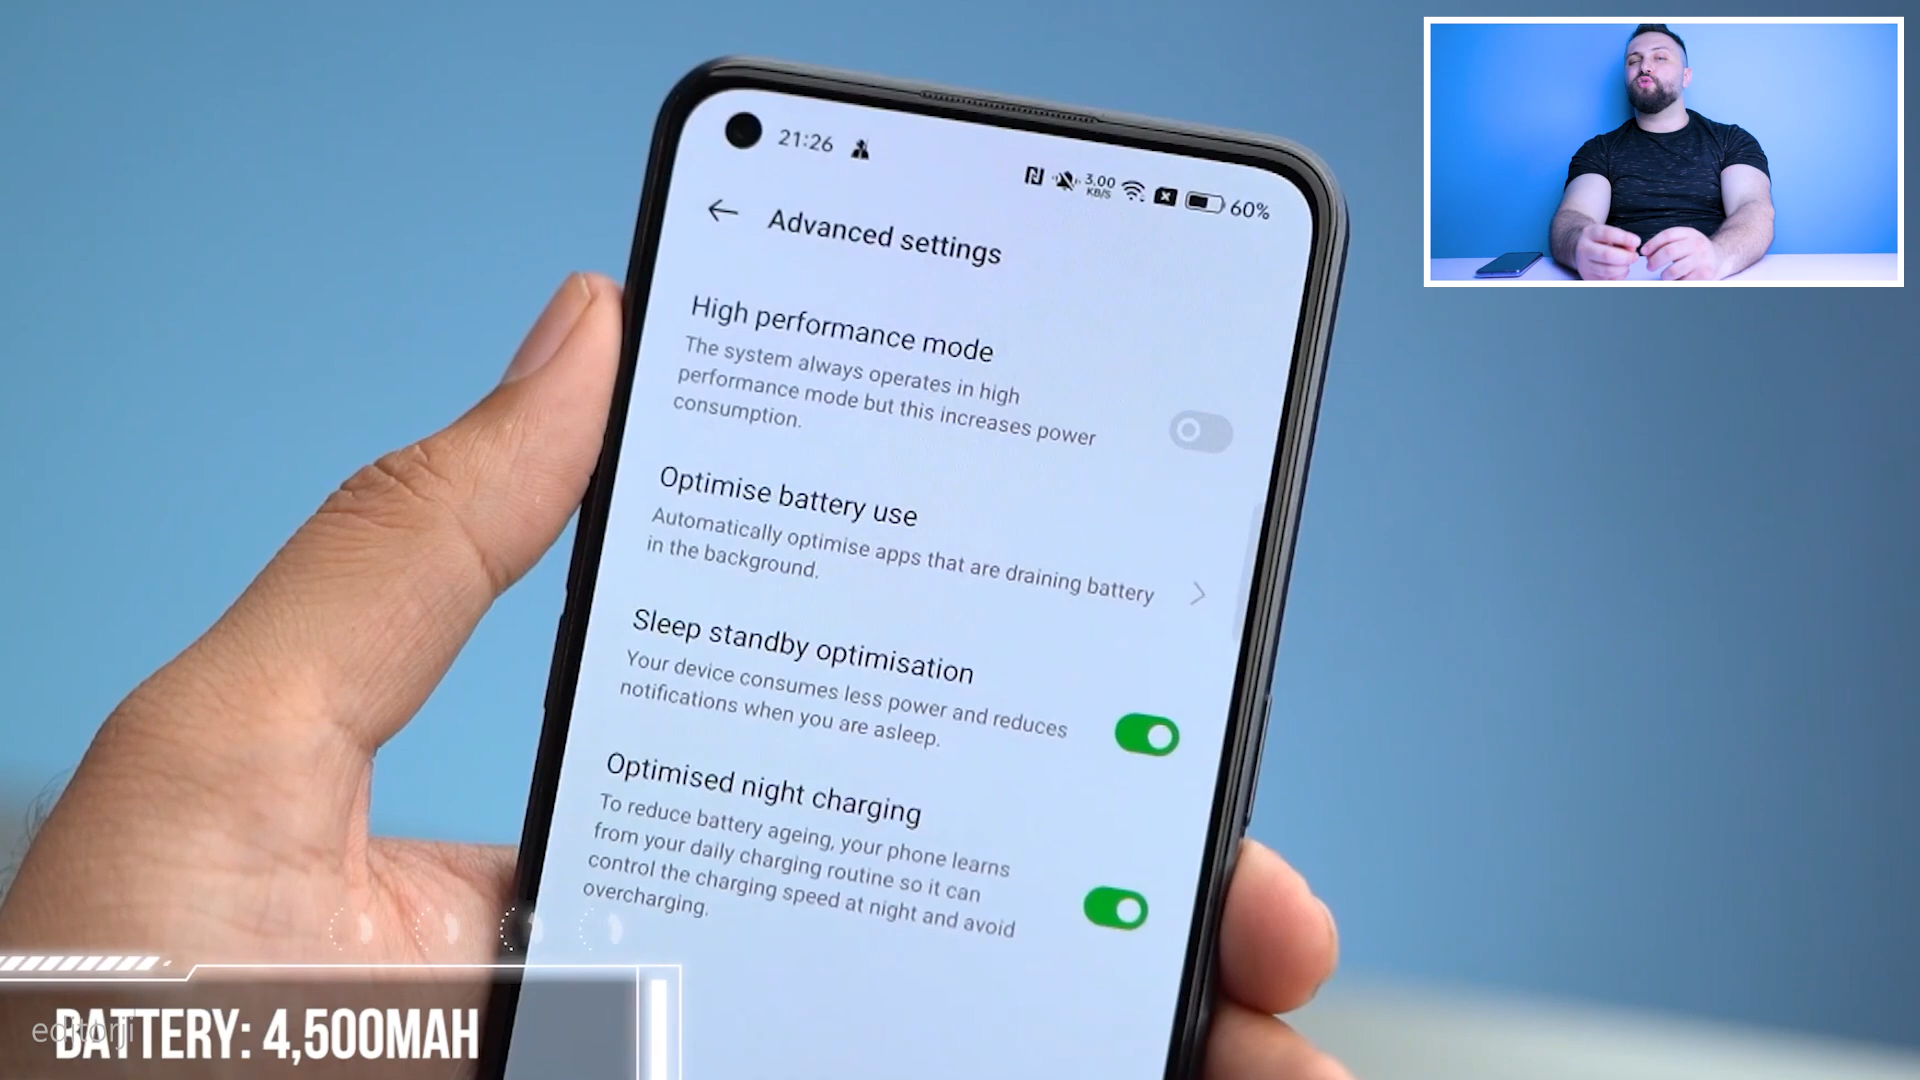 21:26
3.00
KB/S
60%
Advanced settings
High performance mode
The system always operates in high
performance mode but this increases power
consumption.
Optimise battery use
Automatically optimise apps that are draining battery
in the background.
Sleep standby optimisation
Your device consumes less power and reduces
notifications when you are asleep.
Optimised night charging
To reduce battery ageing, your phone learns
from your daily charging routine so it can
control the charging speed at night and avoid
overcharging.
editorji
BATTERY: 4,500MAH